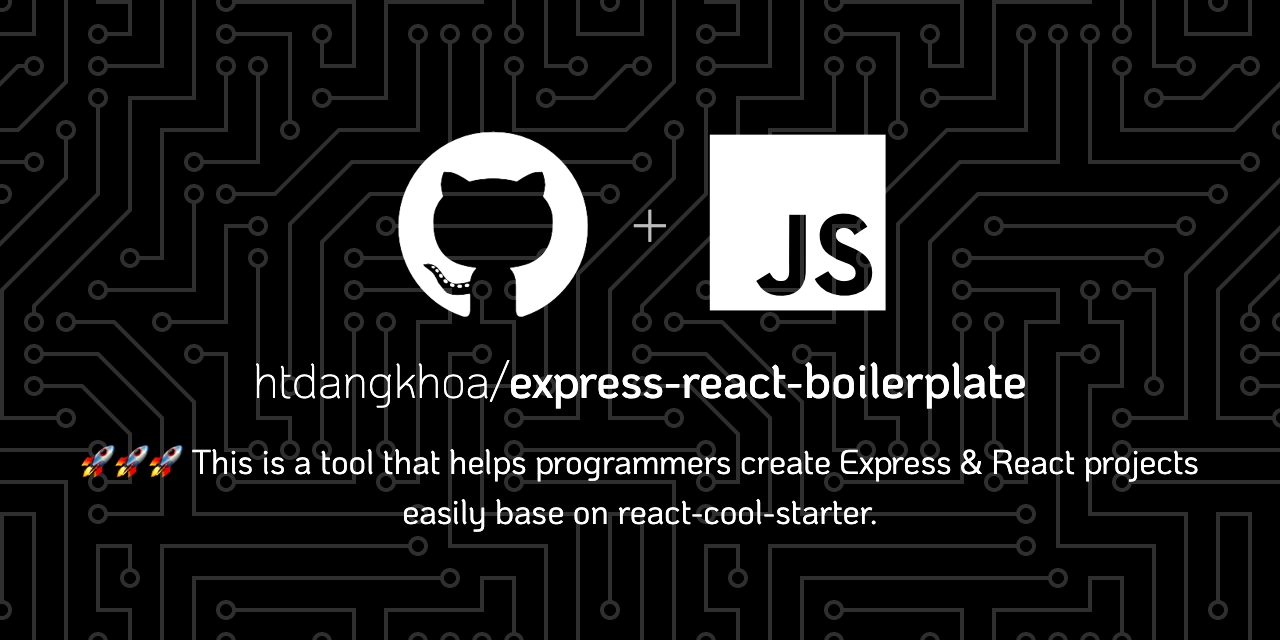 +
JS
htdangkhoa/express-react-boilerplate
🚀🚀🚀 This is a tool that helps programmers create Express & React projects
easily base on react-cool-starter.